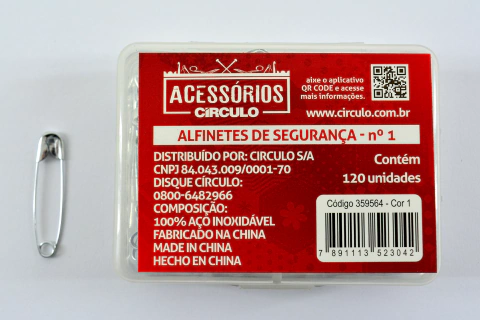 ACESSÓRIOS
CÍRCULO
aixe o aplicativo
QR CODE e acesse
mais informações.
www.circulo.com.br
ALFINETES DE SEGURANÇA - nº 1
DISTRIBUÍDO POR: CIRCULO S/A
CNPJ 84.043.009/0001-70
DISQUE CÍRCULO:
0800-6482966
COMPOSIÇÃO:
100% AÇO INOXIDÁVEL
FABRICADO NA CHINA
MADE IN CHINA
HECHO EN CHINA
Contém
120 unidades
Código 359564 - Cor 1
7 891113 523042